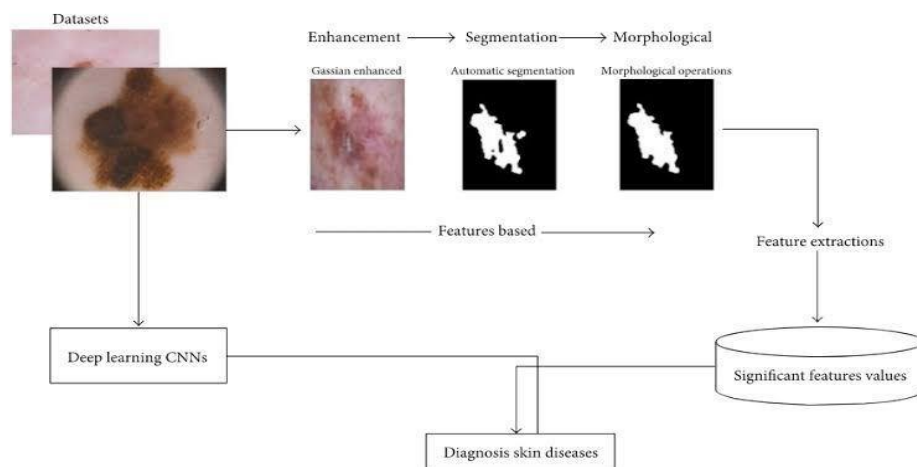 Datasets
Enhancement
Segmentation
Morphological
Gassian enhanced
Automatic segmentation
Morphological operations
Features based
Feature extractions
Deep learning CNNs
Significant features values
Diagnosis skin diseases